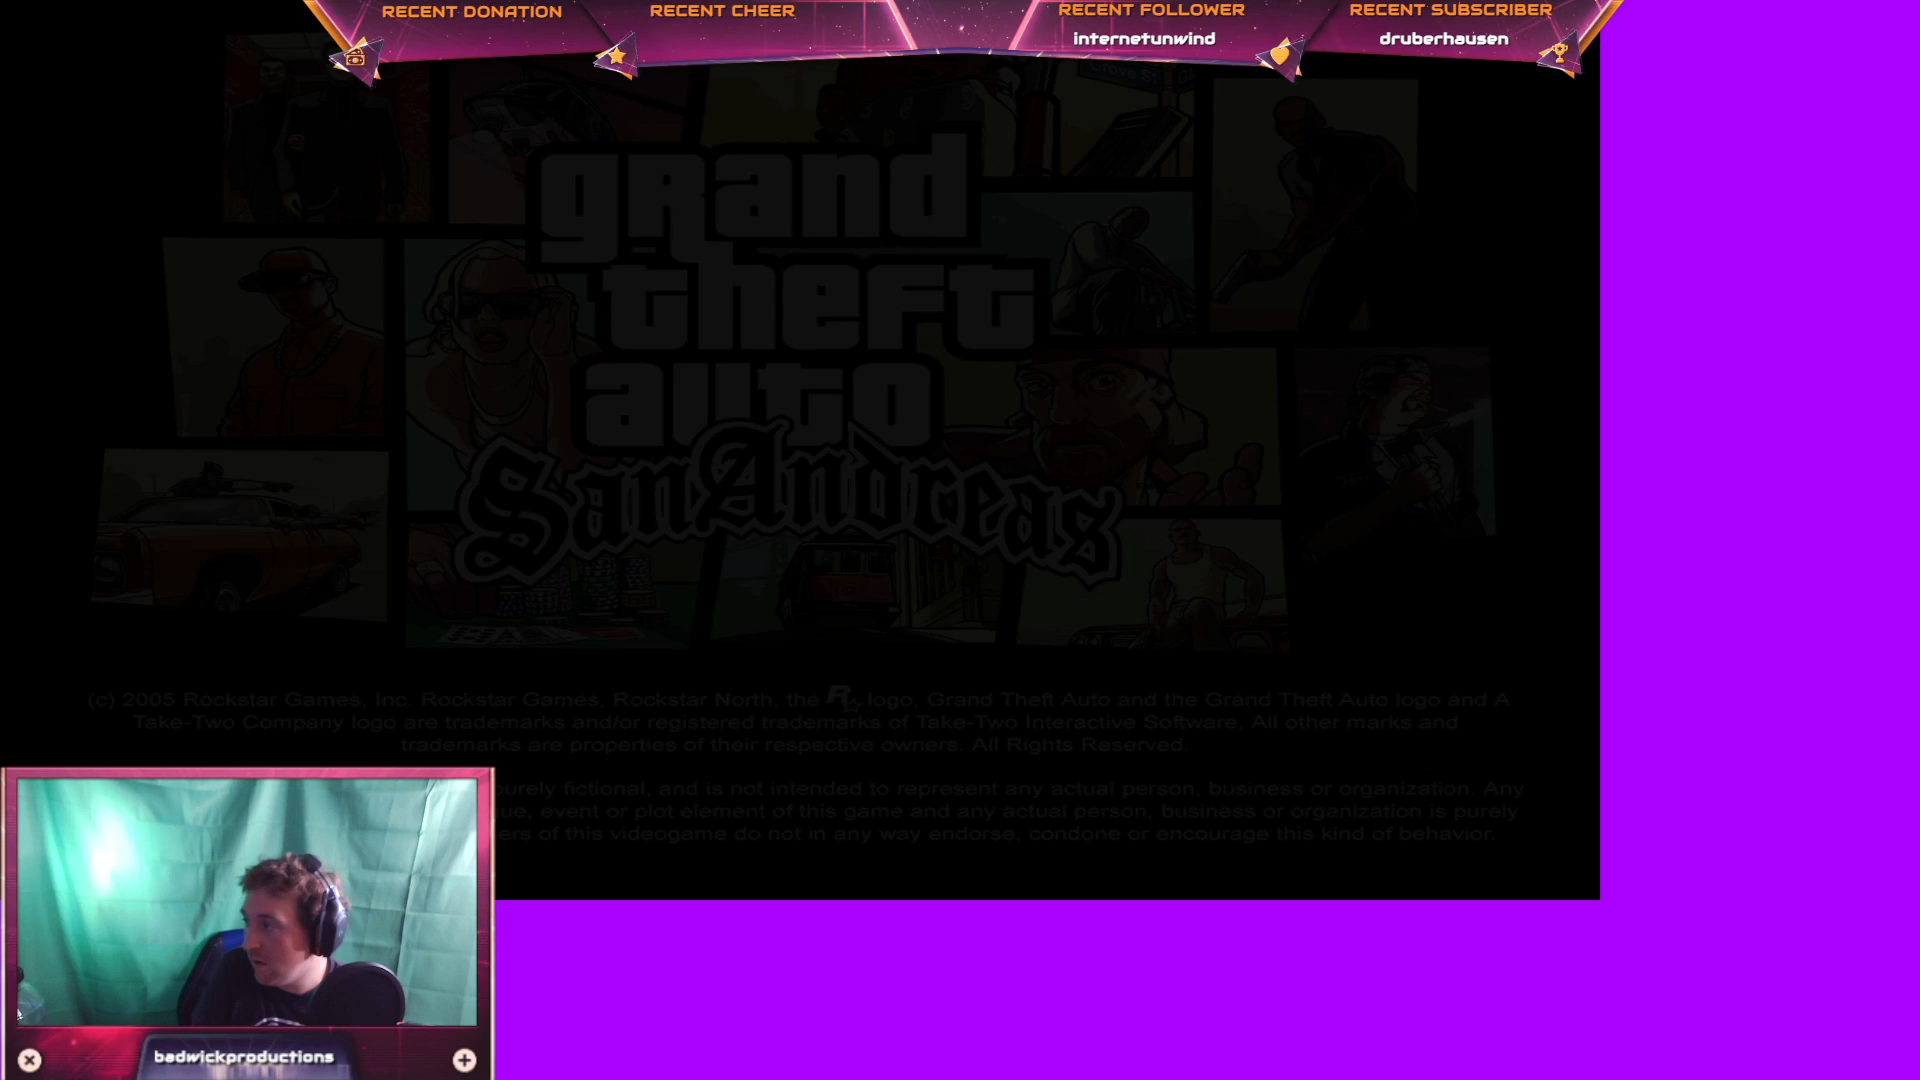 RECENT DONATION
RECENT CHEER
RECENT FOLLOWER
RECENT SUBSCRIBER
internetunwind
druberhausen
Grove St
grand
theft
auto
San Andreas
(c) 2005 Rockstar Games, Inc. Rockstar Games, Rockstar North, the R logo, Grand Theft Auto and the Grand Theft Auto logo and A
Take-Two Company logo are trademarks and/or registered trademarks of Take-Two Interactive Software, All other marks and
trademarks are properties of their respective owners. All Rights Reserved.
purely fictional, and is not intended to represent any actual person, business or organization. Any
ue, event or plot element of this game and any actual person, business or organization is purely
ers of this videogame do not in any way endorse, condone or encourage this kind of behavior.
badwickproductions